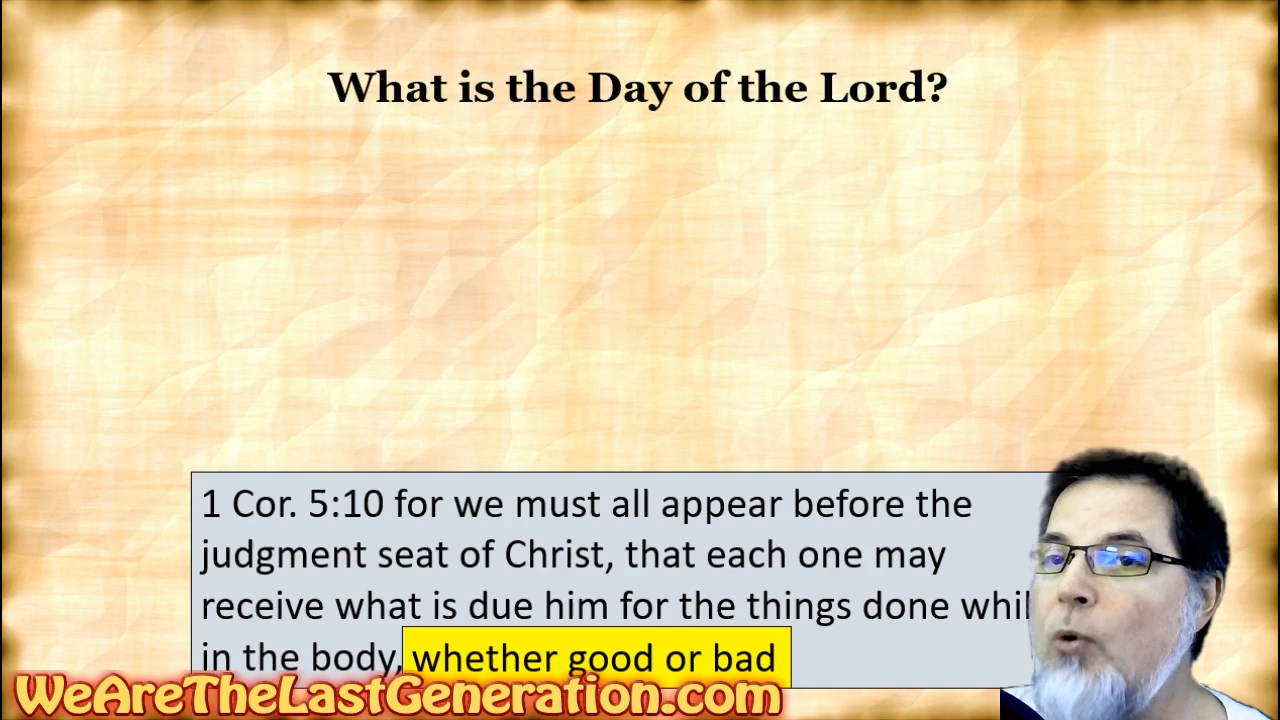 What is the Day of the Lord?
1 Cor. 5:10 for we must all appear before the
judgment seat of Christ, that each one may
receive what is due him for the things done whil
in the body, whether good or bad
WeAreTheLastGeneration.com